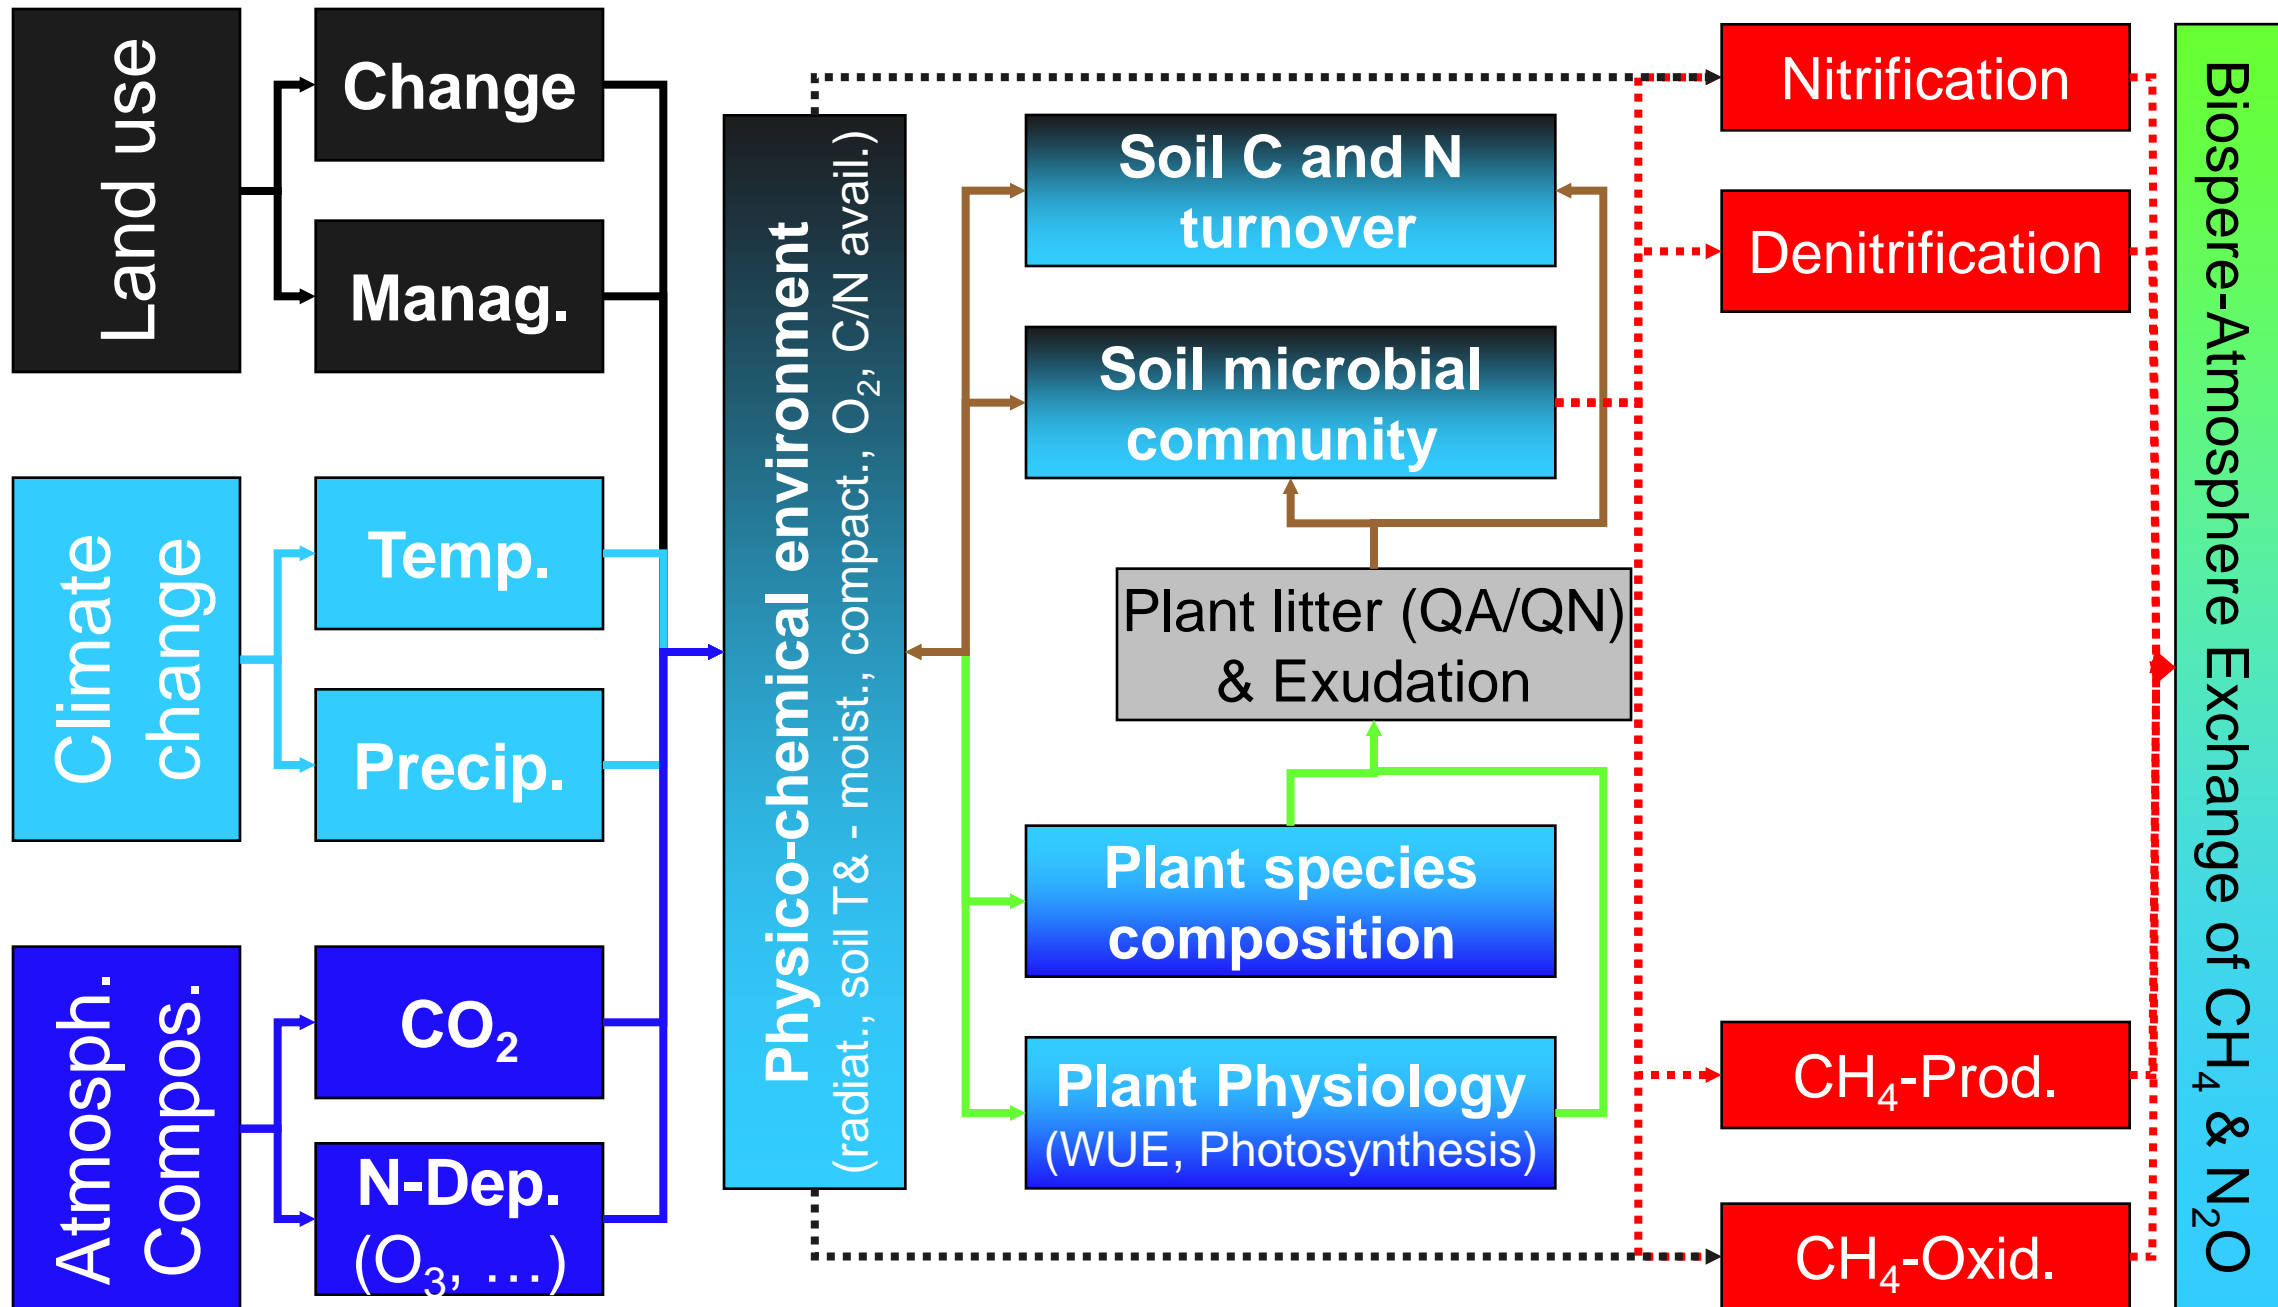 Land use
Change
Manag.
Climate
change
Temp.
Precip.
Atmosph.
Compos.
CO₂
N-Dep.
(O₃, …)
Physico-chemical environment
(radiat., soil T& - moist., compact., O₂, C/N avail.)
Soil C and N
turnover
Soil microbial
community
Plant litter (QA/QN)
& Exudation
Plant species
composition
Plant Physiology
(WUE, Photosynthesis)
Nitrification
Denitrification
CH₄-Prod.
CH₄-Oxid.
Biospere-Atmosphere Exchange of CH₄ & N₂O